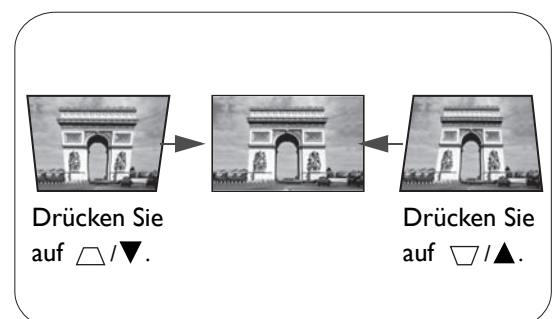 Drücken Sie
auf ⏢/▼.
Drücken Sie
auf ▽/▲.